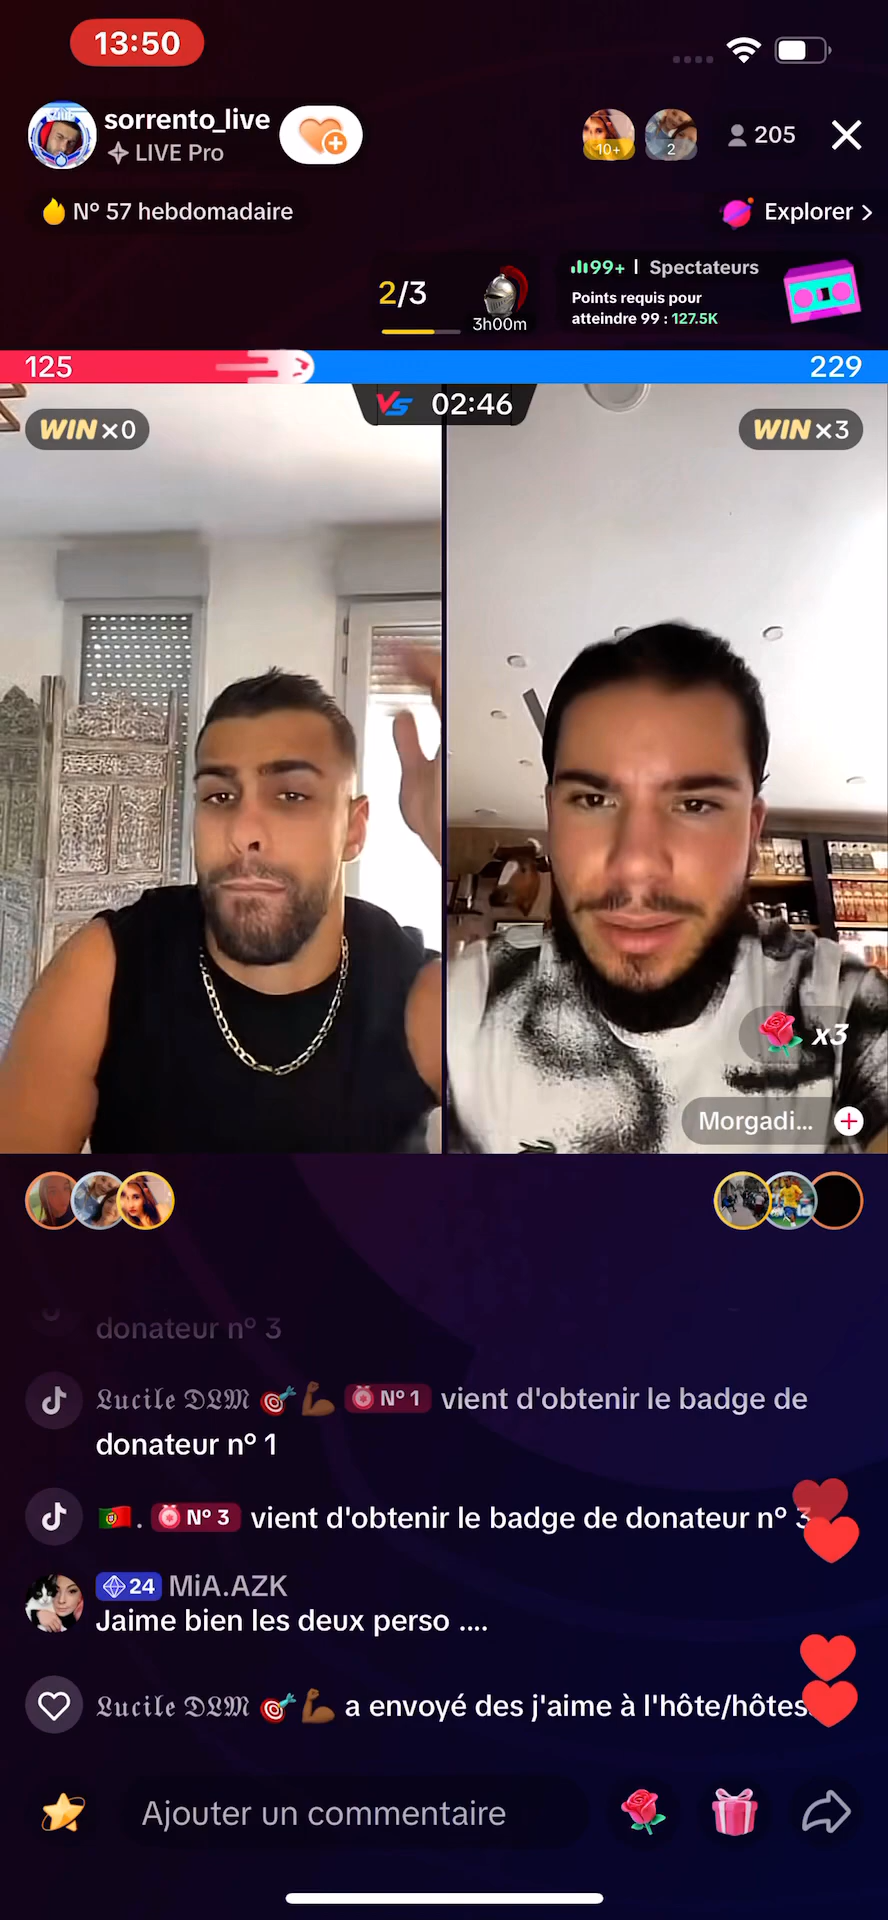 13:50
sorrento_live
LIVE Pro
10+
2
205
N° 57 hebdomadaire
Explorer
2/3
3h00m
99+ | Spectateurs
Points requis pour
atteindre 99 : 127.5K
125
229
VS 02:46
WIN x0
WIN x3
x3
Morgadi...
donateur n° 3
𝔏𝔲𝔠𝔦𝔩𝔢 𝔇𝔏𝔐 🎯💪🏾 N° 1 vient d'obtenir le badge de
donateur n° 1
🇵🇹. N° 3 vient d'obtenir le badge de donateur n° 3
24 MiA.AZK
Jaime bien les deux perso ....
𝔏𝔲𝔠𝔦𝔩𝔢 𝔇𝔏𝔐 🎯💪🏾 a envoyé des j'aime à l'hôte/hôtes
Ajouter un commentaire